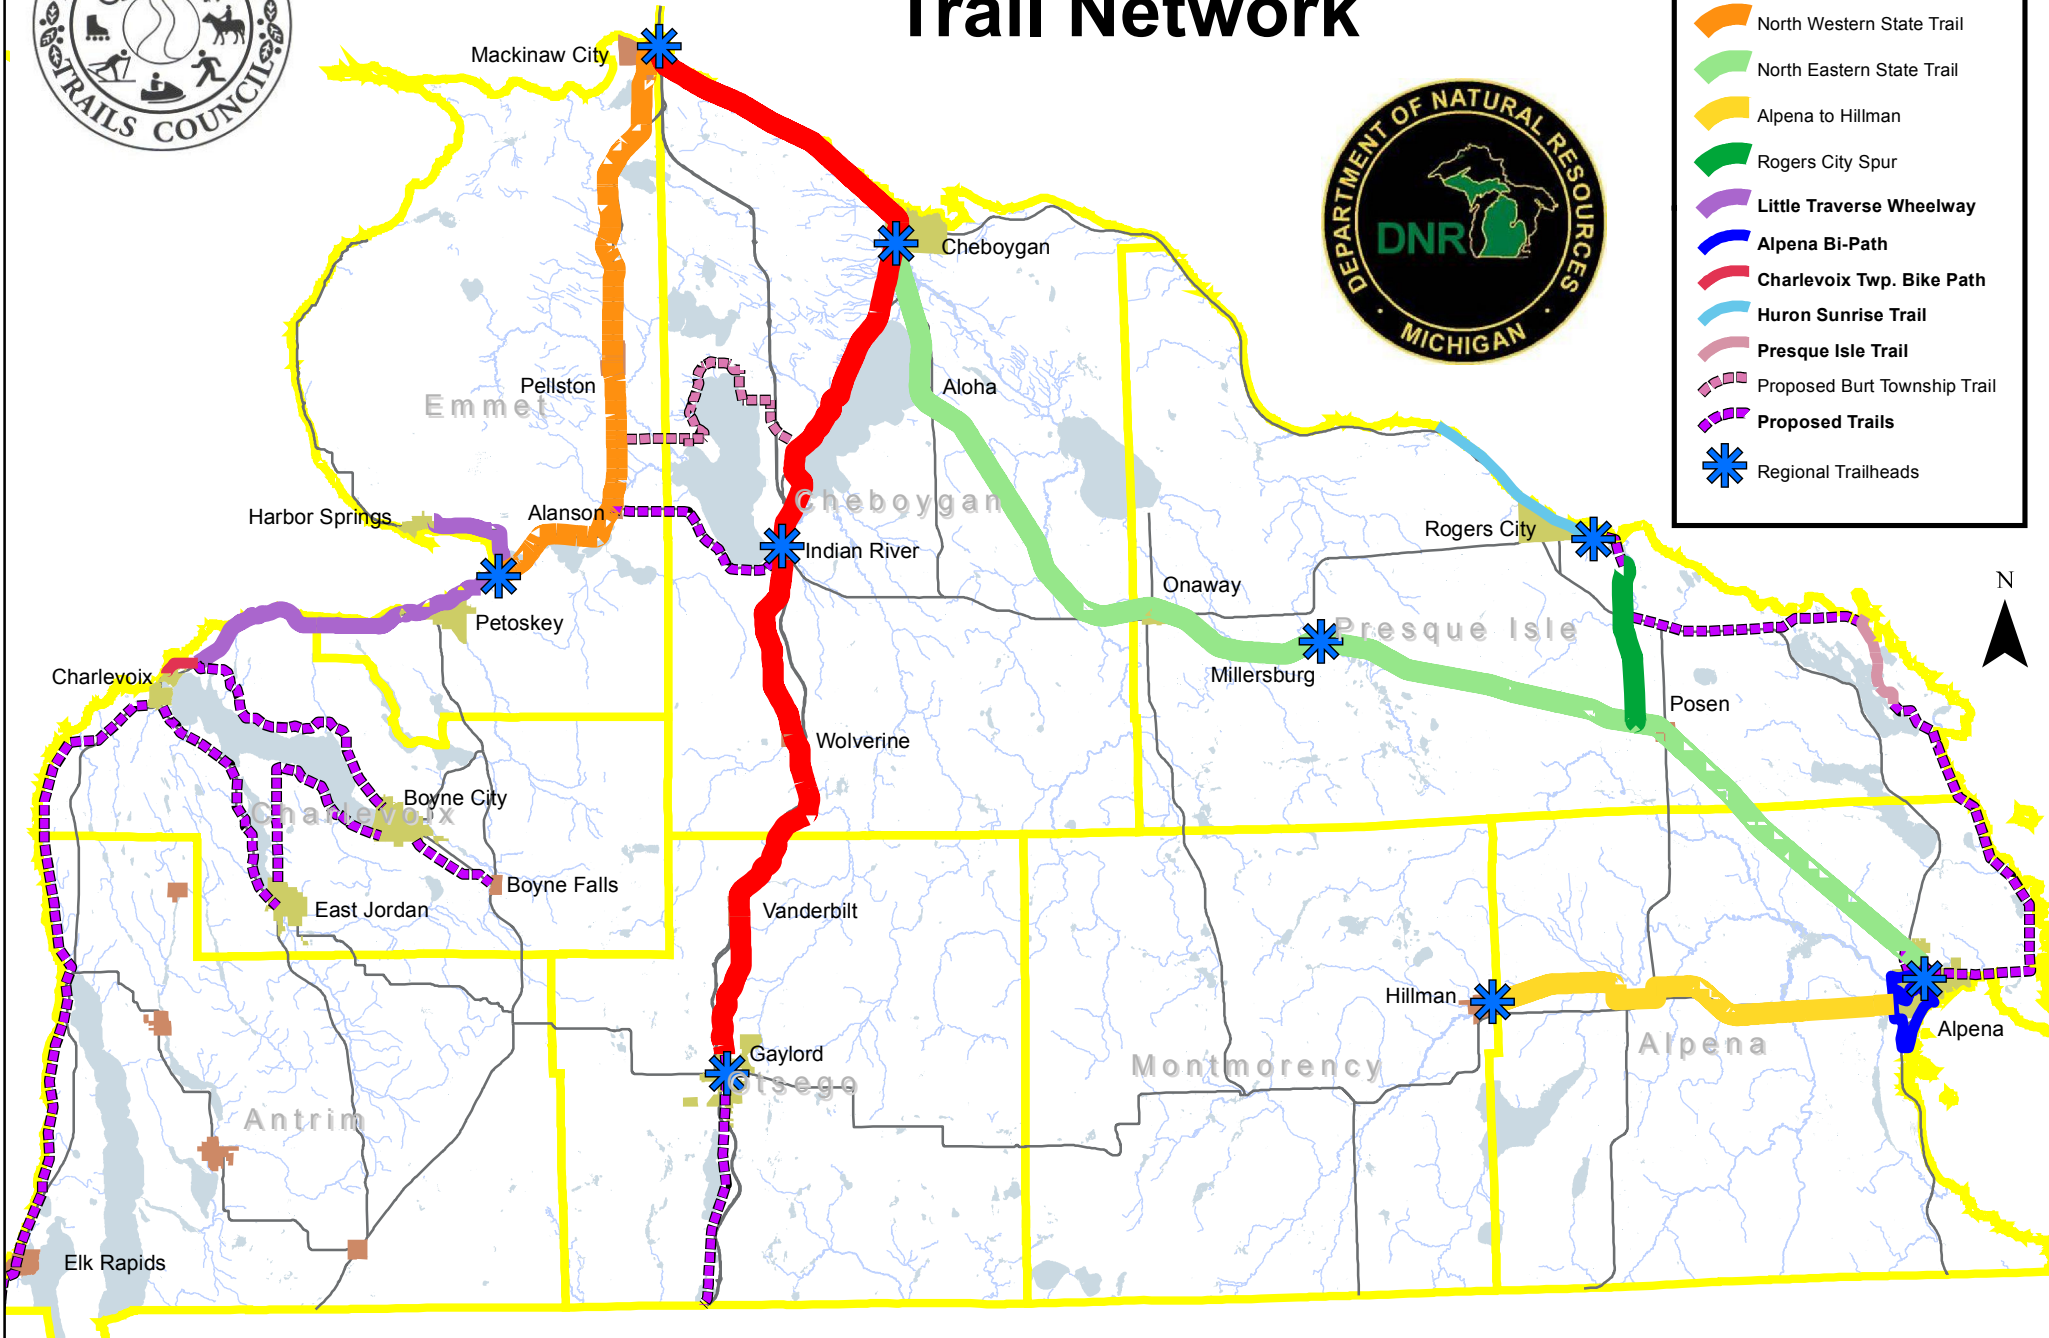 Trail Network
TRAILS COUNCIL
DEPARTMENT OF NATURAL RESOURCES
DNR
MICHIGAN
North Western State Trail
North Eastern State Trail
Alpena to Hillman
Rogers City Spur
Little Traverse Wheelway
Alpena Bi-Path
Charlevoix Twp. Bike Path
Huron Sunrise Trail
Presque Isle Trail
Proposed Burt Township Trail
Proposed Trails
Regional Trailheads
N
Mackinaw City
Cheboygan
Pellston
Emmet
Aloha
Harbor Springs
Alanson
Cheboygan
Indian River
Rogers City
Onaway
Petoskey
Presque Isle
Millersburg
Charlevoix
Posen
Wolverine
Boyne City
Charlevoix
Boyne Falls
East Jordan
Vanderbilt
Hillman
Alpena
Alpena
Gaylord
Otsego
Montmorency
Antrim
Elk Rapids